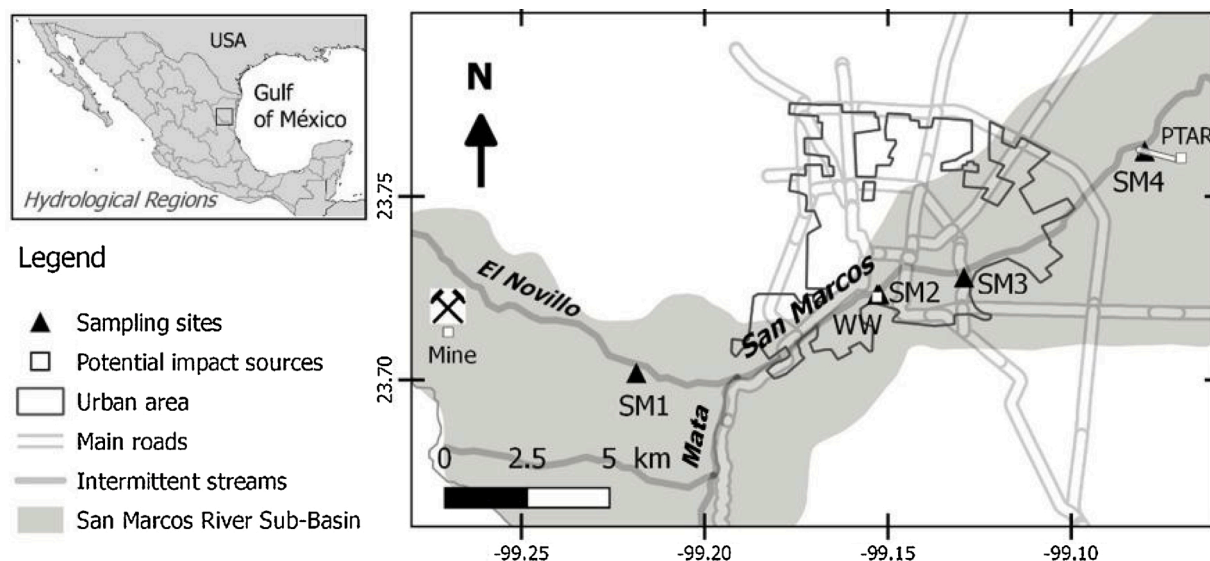 USA
Gulf
of México
Hydrological Regions
Legend
Sampling sites
Potential impact sources
Urban area
Main roads
Intermittent streams
San Marcos River Sub-Basin
N
El Novillo
San Marcos
Mata
Mine
SM1
SM2
WW
SM3
SM4
PTAR
0 2.5 5 km
23.75
23.70
-99.25 -99.20 -99.15 -99.10